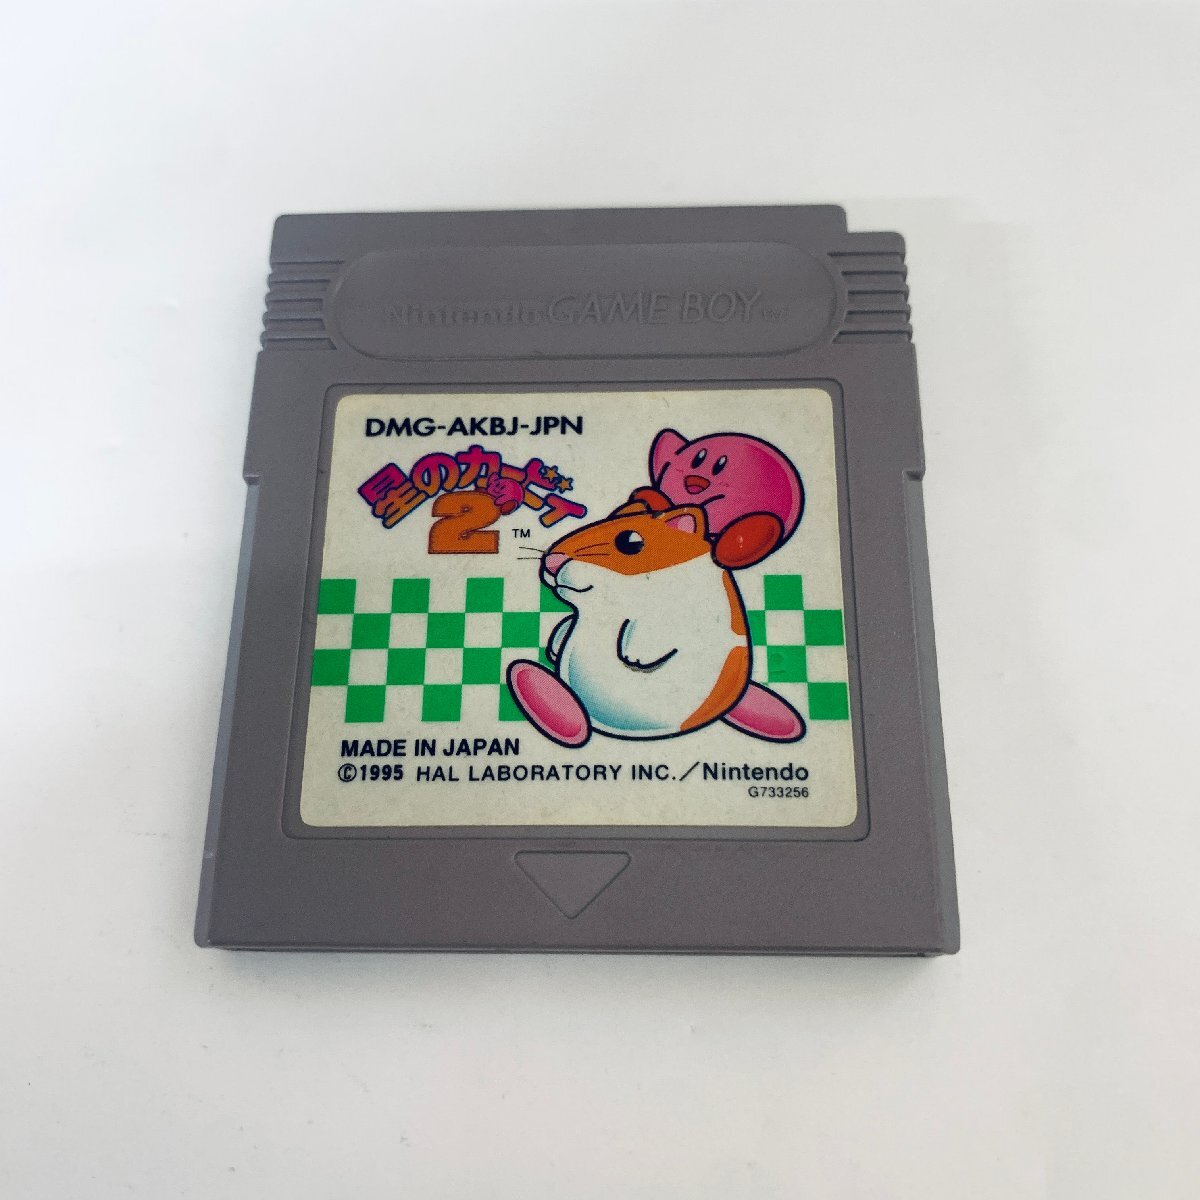 Nintendo GAME BOY TM
DMG-AKBJ-JPN
星のカービィ
2 TM
MADE IN JAPAN
©1995 HAL LABORATORY INC./Nintendo
G733256